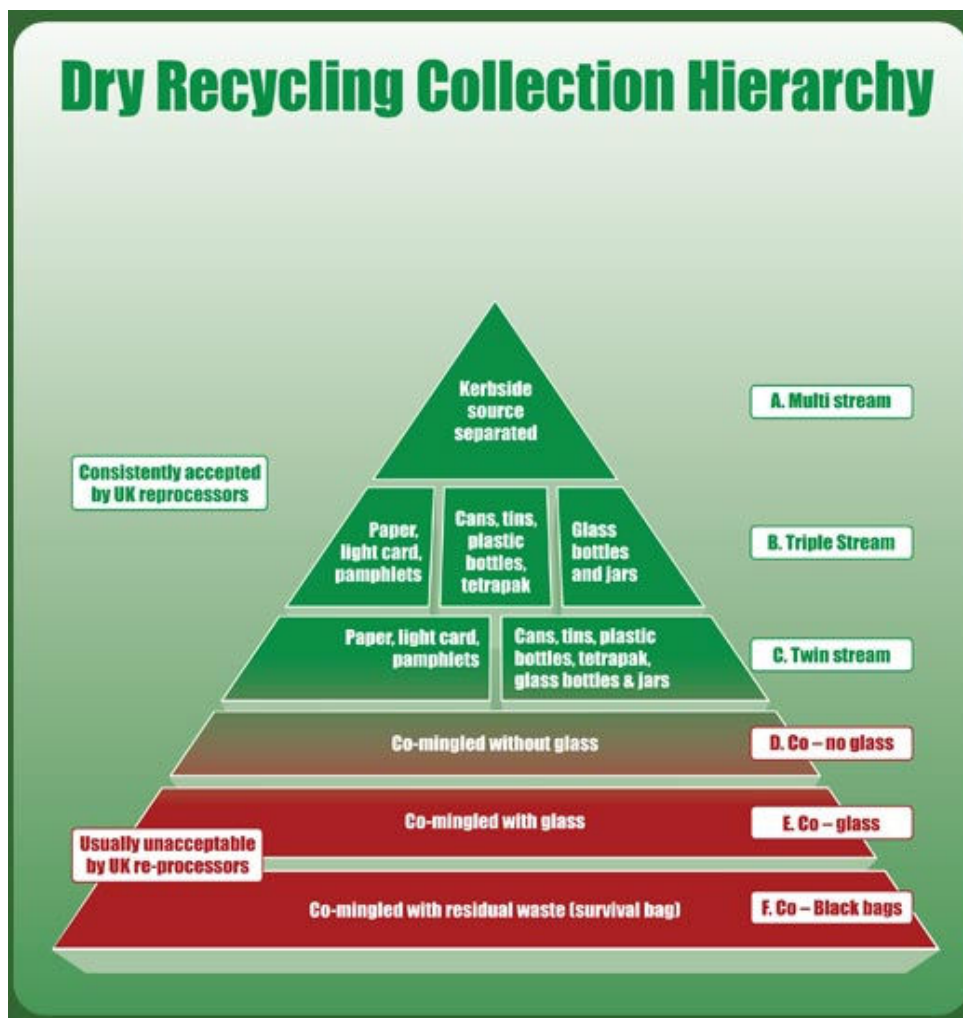 Dry Recycling Collection Hierarchy
Kerbside
source
separated
A. Multi stream
Consistently accepted
by UK reprocessors
Paper,
light card,
pamphlets
Cans, tins,
plastic
bottles,
tetrapak
Glass
bottles
and jars
B. Triple Stream
Paper, light card,
pamphlets
Cans, tins, plastic
bottles, tetrapak,
glass bottles & jars
C. Twin stream
Co-mingled without glass
D. Co – no glass
Co-mingled with glass
E. Co – glass
Usually unacceptable
by UK re-processors
Co-mingled with residual waste (survival bag)
F. Co – Black bags